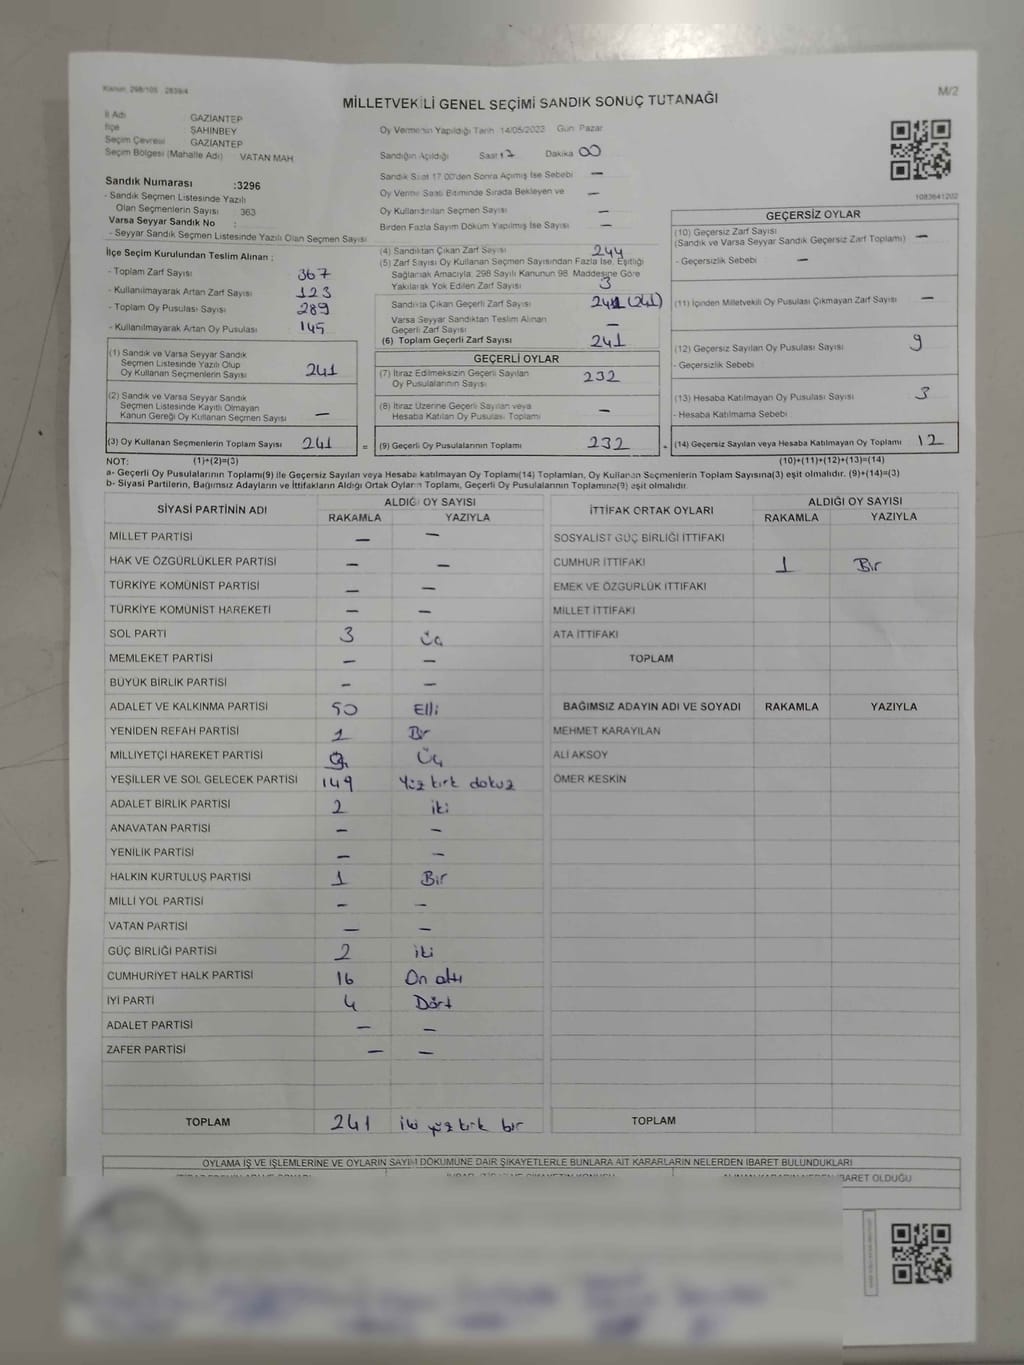 Kanun: 298/105 , 2839/4
M/2
MİLLETVEKİLİ GENEL SEÇİMİ SANDIK SONUÇ TUTANAĞI
İl Adı GAZİANTEP
İlçe ŞAHİNBEY
Seçim Çevresi GAZİANTEP
Seçim Bölgesi (Mahalle Adı) VATAN MAH
Sandık Numarası :3296
- Sandık Seçmen Listesinde Yazılı
Olan Seçmenlerin Sayısı 363
Varsa Seyyar Sandık No :
- Seyyar Sandık Seçmen Listesinde Yazılı Olan Seçmen Sayısı
İlçe Seçim Kurulundan Teslim Alınan ;
- Toplam Zarf Sayısı 367
- Kullanılmayarak Artan Zarf Sayısı 123
- Toplam Oy Pusulası Sayısı 289
- Kullanılmayarak Artan Oy Pusulası 145
(1) Sandık ve Varsa Seyyar Sandık
Seçmen Listesinde Yazılı Olup
Oy Kullanan Seçmenlerin Sayısı 241
(2) Sandık ve Varsa Seyyar Sandık
Seçmen Listesinde Kayıtlı Olmayan
Kanun Gereği Oy Kullanan Seçmen Sayısı —
(3) Oy Kullanan Seçmenlerin Toplam Sayısı 241 =
Oy Vermenin Yapıldığı Tarih 14/05/2023 Gün Pazar
Sandığın Açıldığı Saat 17 Dakika 00
Sandık Saat 17.00'den Sonra Açılmış İse Sebebi —
Oy Verme Saati Bitiminde Sırada Bekleyen ve —
Oy Kullandırılan Seçmen Sayısı —
Birden Fazla Sayım Döküm Yapılmış İse Sayısı —
(4) Sandıktan Çıkan Zarf Sayısı 244
(5) Zarf Sayısı Oy Kullanan Seçmen Sayısından Fazla İse, Eşitliği
Sağlamak Amacıyla, 298 Sayılı Kanunun 98. Maddesine Göre
Yakılarak Yok Edilen Zarf Sayısı 3
Sandıkta Çıkan Geçerli Zarf Sayısı 241 (241)
Varsa Seyyar Sandıktan Teslim Alınan
Geçerli Zarf Sayısı —
(6) Toplam Geçerli Zarf Sayısı 241
GEÇERLİ OYLAR
(7) İtiraz Edilmeksizin Geçerli Sayılan
Oy Pusulalarının Sayısı 232
(8) İtiraz Üzerine Geçerli Sayılan veya
Hesaba Katılan Oy Pusulası Toplamı —
(9) Geçerli Oy Pusulalarının Toplamı 232
1083641202
GEÇERSİZ OYLAR
(10) Geçersiz Zarf Sayısı
(Sandık ve Varsa Seyyar Sandık Geçersiz Zarf Toplamı) —
- Geçersizlik Sebebi —
(11) İçinden Milletvekili Oy Pusulası Çıkmayan Zarf Sayısı —
(12) Geçersiz Sayılan Oy Pusulası Sayısı 9
- Geçersizlik Sebebi
(13) Hesaba Katılmayan Oy Pusulası Sayısı 3
- Hesaba Katılmama Sebebi
(14) Geçersiz Sayılan veya Hesaba Katılmayan Oy Toplamı 12
NOT: (1)+(2)=(3) (10)+(11)+(12)+(13)=(14)
a- Geçerli Oy Pusulalarının Toplamı(9) ile Geçersiz Sayılan veya Hesaba katılmayan Oy Toplamı(14) Toplamları, Oy Kullanan Seçmenlerin Toplam Sayısına(3) eşit olmalıdır. (9)+(14)=(3)
b- Siyasi Partilerin, Bağımsız Adayların ve İttifakların Aldığı Ortak Oyların Toplamı, Geçerli Oy Pusulalarının Toplamına(9) eşit olmalıdır.
SİYASİ PARTİNİN ADI ALDIĞI OY SAYISI
RAKAMLA YAZIYLA
MİLLET PARTİSİ — —
HAK VE ÖZGÜRLÜKLER PARTİSİ — —
TÜRKİYE KOMÜNİST PARTİSİ — —
TÜRKİYE KOMÜNİST HAREKETİ — —
SOL PARTİ 3 Üç
MEMLEKET PARTİSİ — —
BÜYÜK BİRLİK PARTİSİ — —
ADALET VE KALKINMA PARTİSİ 50 Elli
YENİDEN REFAH PARTİSİ 1 Bir
MİLLİYETÇİ HAREKET PARTİSİ Üç
YEŞİLLER VE SOL GELECEK PARTİSİ 149 Yüz kırk dokuz
ADALET BİRLİK PARTİSİ 2 iki
ANAVATAN PARTİSİ — —
YENİLİK PARTİSİ — —
HALKIN KURTULUŞ PARTİSİ 1 Bir
MİLLİ YOL PARTİSİ — —
VATAN PARTİSİ — —
GÜÇ BİRLİĞİ PARTİSİ 2 iki
CUMHURİYET HALK PARTİSİ 16 On altı
İYİ PARTİ 4 Dört
ADALET PARTİSİ — —
ZAFER PARTİSİ — —
TOPLAM 241 iki yüz kırk bir
İTTİFAK ORTAK OYLARI ALDIĞI OY SAYISI
RAKAMLA YAZIYLA
SOSYALİST GÜÇ BİRLİĞİ İTTİFAKI
CUMHUR İTTİFAKI 1 Bir
EMEK VE ÖZGÜRLÜK İTTİFAKI
MİLLET İTTİFAKI
ATA İTTİFAKI
TOPLAM
BAĞIMSIZ ADAYIN ADI VE SOYADI RAKAMLA YAZIYLA
MEHMET KARAYILAN
ALİ AKSOY
ÖMER KESKİN
TOPLAM
OYLAMA İŞ VE İŞLEMLERİNE VE OYLARIN SAYIM DÖKÜMÜNE DAİR ŞİKAYETLERLE BUNLARA AİT KARARLARIN NELERDEN İBARET BULUNDUKLARI
İBARET OLDUĞU